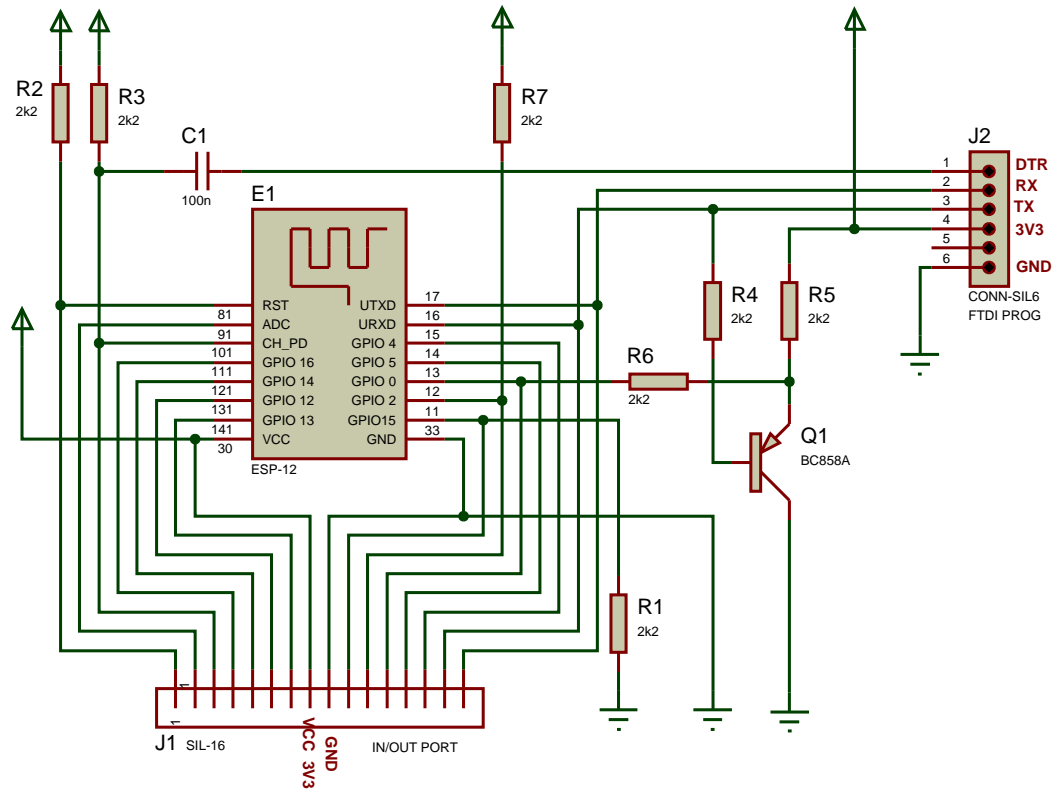 R2
2k2
R3
2k2
R7
2k2
C1
100n
J2
1 DTR
2 RX
3 TX
4 3V3
5
6 GND
CONN-SIL6
FTDI PROG
E1
RST UTXD 17
81 ADC URXD 16
91 CH_PD GPIO 4 15
101 GPIO 16 GPIO 5 14
111 GPIO 14 GPIO 0 13
121 GPIO 12 GPIO 2 12
131 GPIO 13 GPIO15 11
141 VCC GND 33
30
ESP-12
R4
2k2
R5
2k2
R6
2k2
Q1
BC858A
R1
2k2
1
1
J1 SIL-16
VCC 3V3
GND
IN/OUT PORT